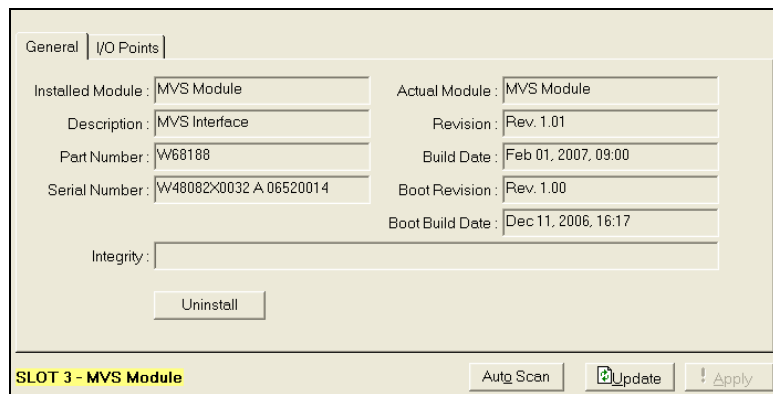 General I/O Points
Installed Module : MVS Module Actual Module : MVS Module
Description : MVS Interface Revision : Rev. 1.01
Part Number : W68188 Build Date : Feb 01, 2007, 09:00
Serial Number : W48082X0032 A 06520014 Boot Revision : Rev. 1.00
Boot Build Date : Dec 11, 2006, 16:17
Integrity :
Uninstall
SLOT 3 - MVS Module Auto Scan Update ! Apply